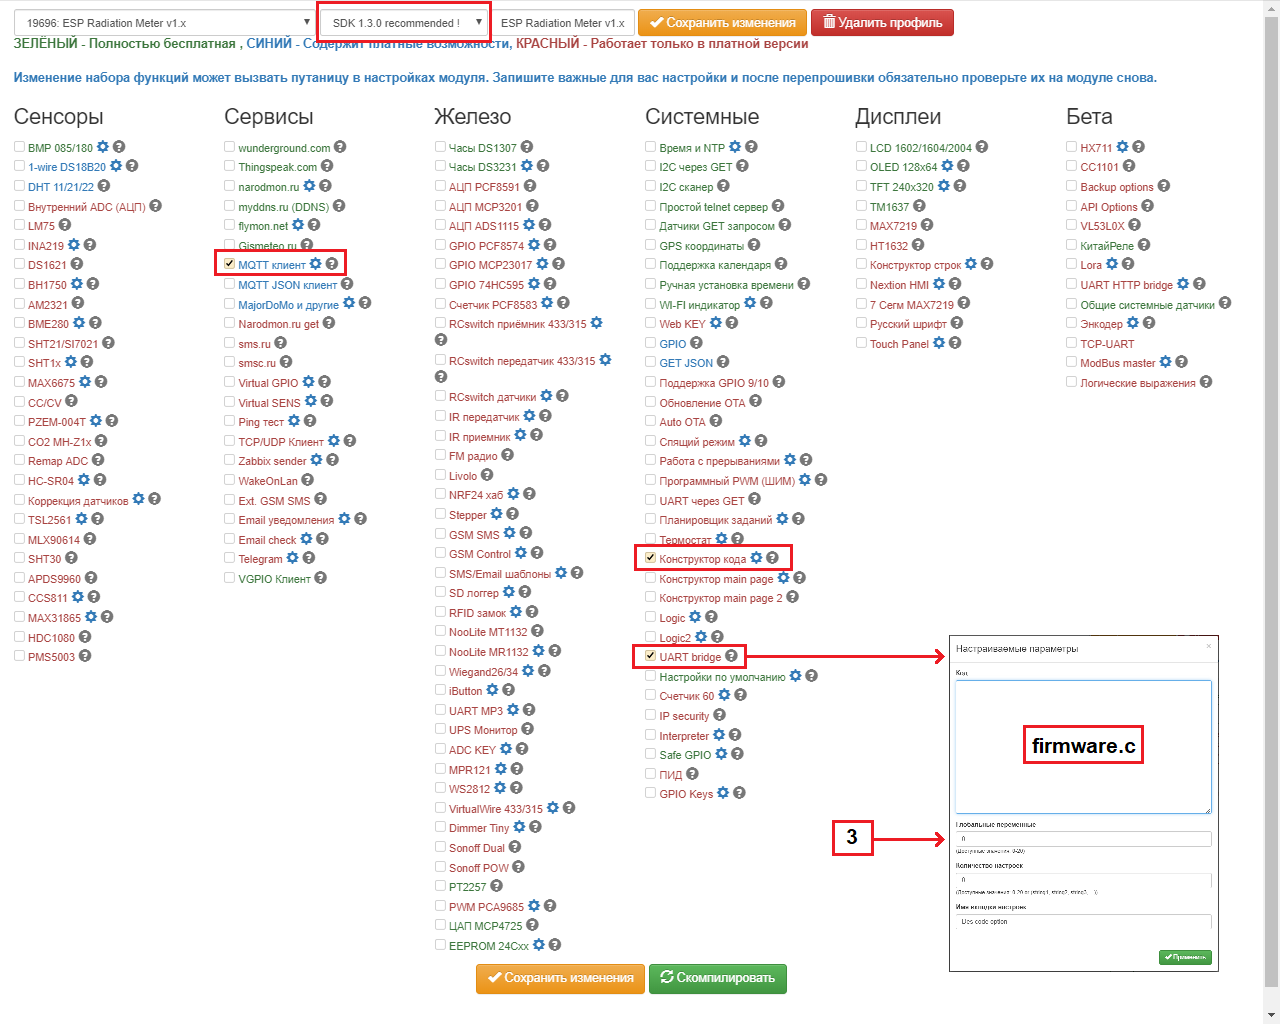 19696: ESP Radiation Meter v1.x
SDK 1.3.0 recommended !
ESP Radiation Meter v1.x
Сохранить изменения
Удалить профиль
ЗЕЛЁНЫЙ - Полностью бесплатная , СИНИЙ - Содержит платные возможности, КРАСНЫЙ - Работает только в платной версии
Изменение набора функций может вызвать путаницу в настройках модуля. Запишите важные для вас настройки и после перепрошивки обязательно проверьте их на модуле снова.
Сенсоры
BMP 085/180
1-wire DS18B20
DHT 11/21/22
Внутренний ADC (АЦП)
LM75
INA219
DS1621
BH1750
AM2321
BME280
SHT21/SI7021
SHT1x
MAX6675
CC/CV
PZEM-004T
CO2 MH-Z1x
Remap ADC
HC-SR04
Коррекция датчиков
TSL2561
MLX90614
SHT30
APDS9960
CCS811
MAX31865
HDC1080
PMS5003
Сервисы
wunderground.com
Thingspeak.com
narodmon.ru
myddns.ru (DDNS)
flymon.net
Gismeteo.ru
MQTT клиент
MQTT JSON клиент
MajorDoMo и другие
Narodmon.ru get
sms.ru
smsc.ru
Virtual GPIO
Virtual SENS
Ping тест
TCP/UDP Клиент
Zabbix sender
WakeOnLan
Ext. GSM SMS
Email уведомления
Email check
Telegram
VGPIO Клиент
Железо
Часы DS1307
Часы DS3231
АЦП PCF8591
АЦП MCP3201
АЦП ADS1115
GPIO PCF8574
GPIO MCP23017
GPIO 74HC595
Счетчик PCF8583
RCswitch приёмник 433/315
RCswitch передатчик 433/315
RCswitch датчики
IR передатчик
IR приемник
FM радио
Livolo
NRF24 хаб
Stepper
GSM SMS
GSM Control
SMS/Email шаблоны
SD логгер
RFID замок
NooLite MT1132
NooLite MR1132
Wiegand26/34
iButton
UART MP3
UPS Монитор
ADC KEY
MPR121
WS2812
VirtualWire 433/315
Dimmer Tiny
Sonoff Dual
Sonoff POW
PT2257
PWM PCA9685
ЦАП MCP4725
EEPROM 24Cxx
Системные
Время и NTP
I2C через GET
I2C сканер
Простой telnet сервер
Датчики GET запросом
GPS координаты
Поддержка календаря
Ручная установка времени
WI-FI индикатор
Web KEY
GPIO
GET JSON
Поддержка GPIO 9/10
Обновление OTA
Auto OTA
Спящий режим
Работа с прерываниями
Программный PWM (ШИМ)
UART через GET
Планировщик заданий
Термостат
Конструктор кода
Конструктор main page
Конструктор main page 2
Logic
Logic2
UART bridge
Настройки по умолчанию
Счетчик 60
IP security
Interpreter
Safe GPIO
ПИД
GPIO Keys
Дисплеи
LCD 1602/1604/2004
OLED 128x64
TFT 240x320
TM1637
MAX7219
HT1632
Конструктор строк
Nextion HMI
7 Сегм MAX7219
Русский шрифт
Touch Panel
Бета
HX711
CC1101
Backup options
API Options
VL53L0X
КитайРеле
Lora
UART HTTP bridge
Общие системные датчики
Энкодер
TCP-UART
ModBus master
Логические выражения
Настраиваемые параметры
×
Код
firmware.c
Глобальные переменные
0
(Доступные значения: 0-20)
3
Количество настроек
0
(Доступные значения: 0-20 or (string1, string2, string3, ...))
Имя вкладки настроек
Des code option
Применить
Сохранить изменения
Скомпилировать